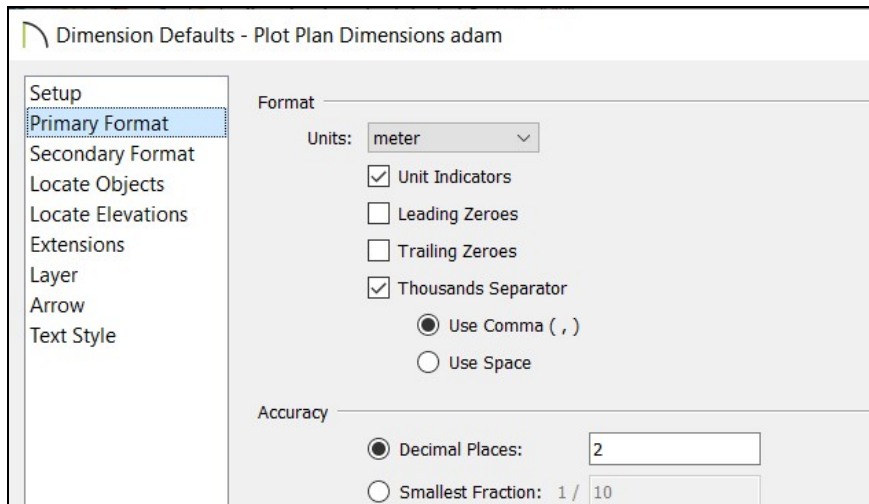 Dimension Defaults - Plot Plan Dimensions adam
Setup
Primary Format
Secondary Format
Locate Objects
Locate Elevations
Extensions
Layer
Arrow
Text Style
Format
Units: meter
Unit Indicators
Leading Zeroes
Trailing Zeroes
Thousands Separator
Use Comma ( , )
Use Space
Accuracy
Decimal Places: 2
Smallest Fraction: 1 / 10